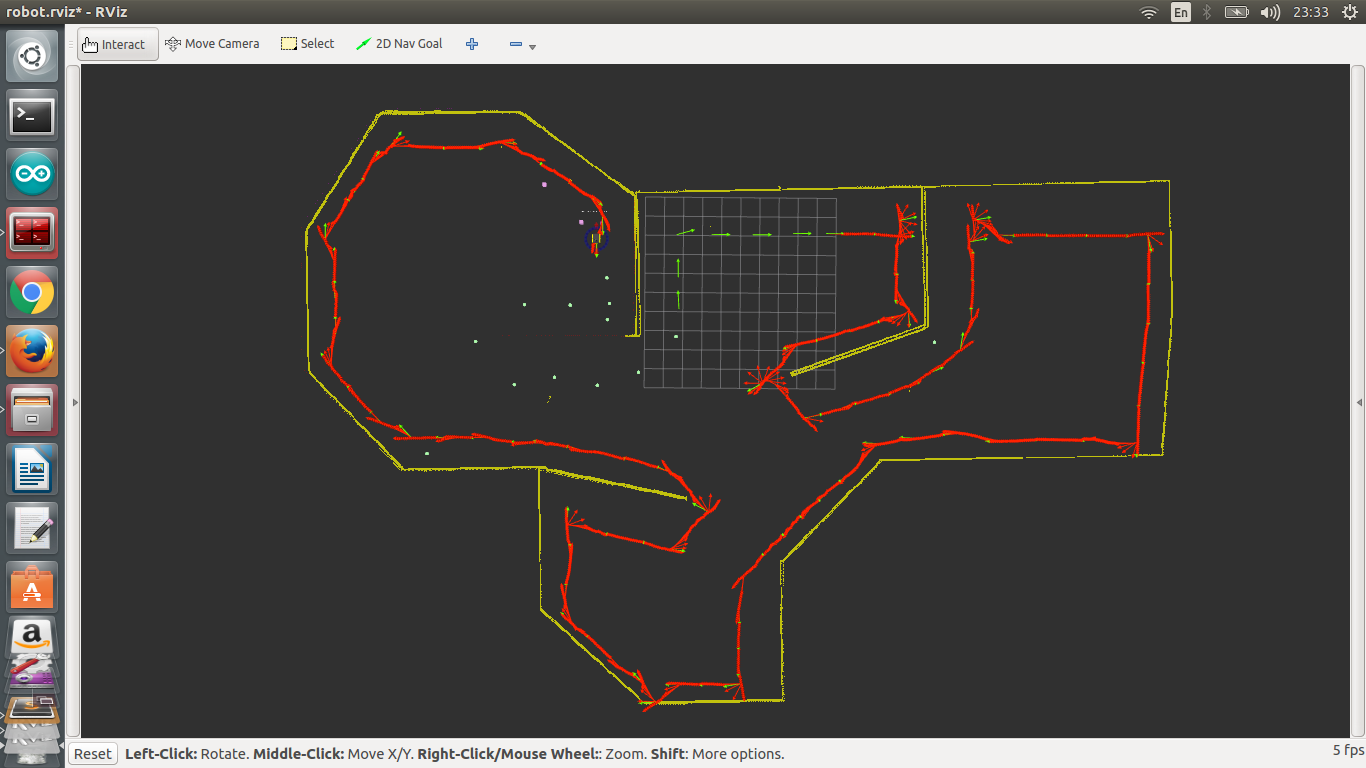 robot.rviz* - RViz
En
23:33
Interact
Move Camera
Select
2D Nav Goal
Reset
Left-Click: Rotate. Middle-Click: Move X/Y. Right-Click/Mouse Wheel:: Zoom. Shift: More options.
5 fps